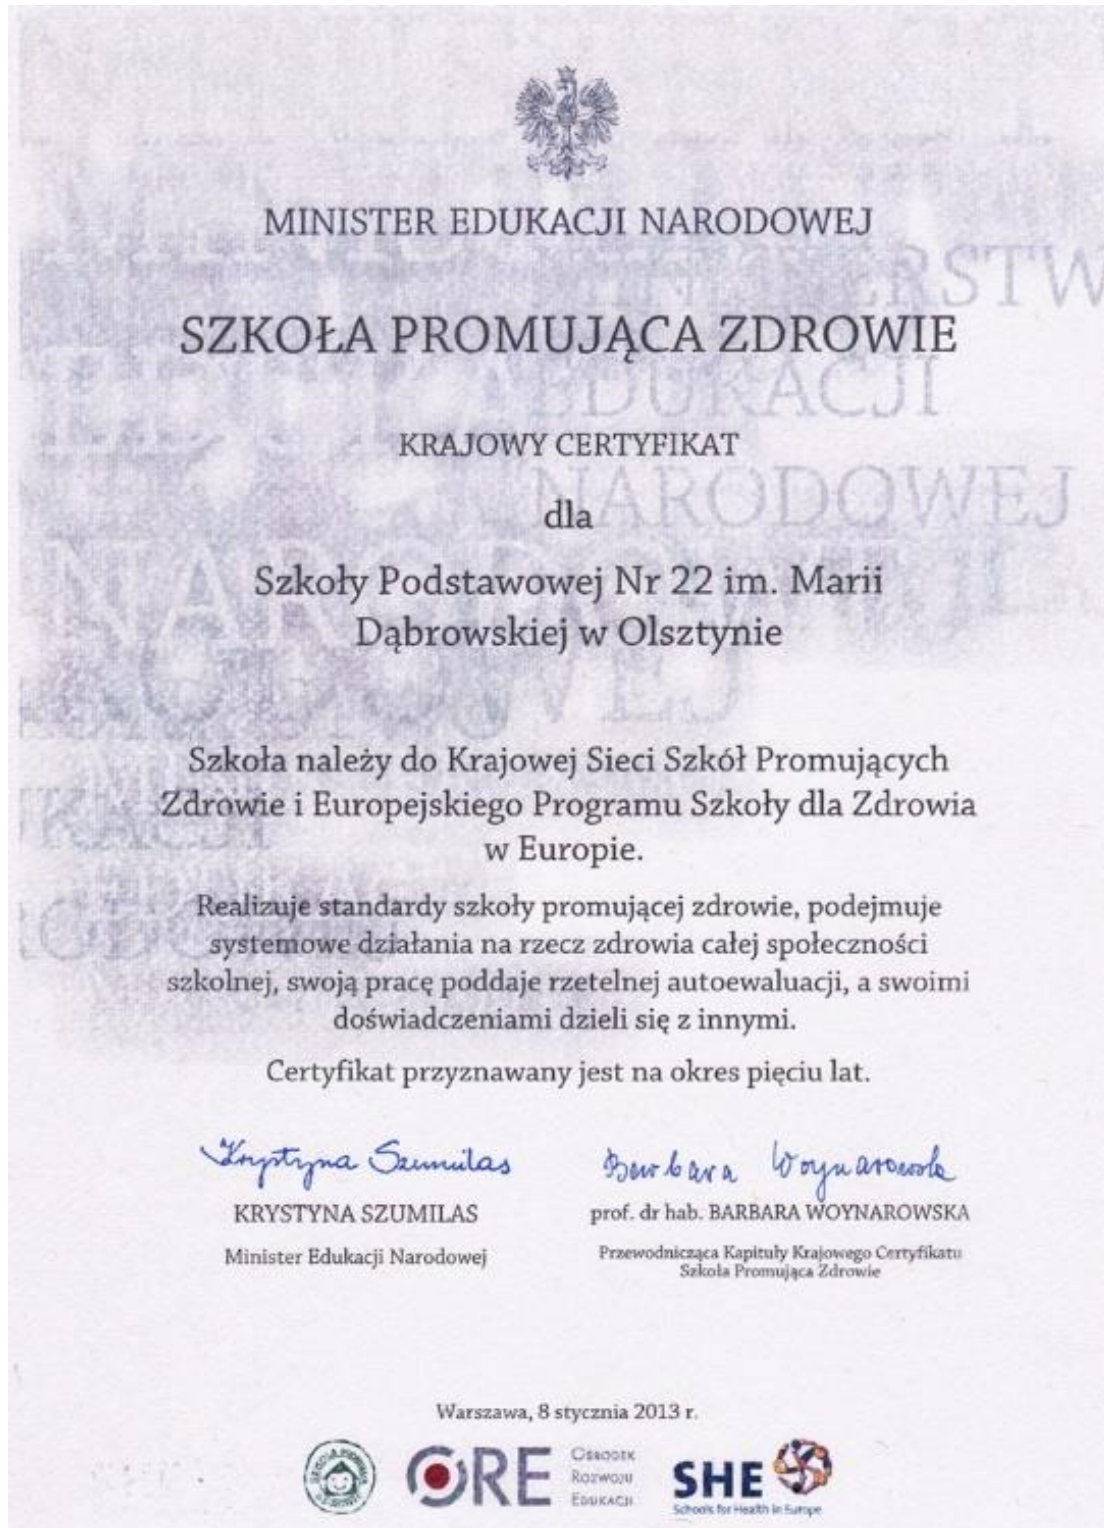 MINISTER EDUKACJI NARODOWEJ
SZKOŁA PROMUJĄCA ZDROWIE
KRAJOWY CERTYFIKAT
dla
Szkoły Podstawowej Nr 22 im. Marii
Dąbrowskiej w Olsztynie
Szkoła należy do Krajowej Sieci Szkół Promujących
Zdrowie i Europejskiego Programu Szkoły dla Zdrowia
w Europie.
Realizuje standardy szkoły promującej zdrowie, podejmuje
systemowe działania na rzecz zdrowia całej społeczności
szkolnej, swoją pracę poddaje rzetelnej autoewaluacji, a swoimi
doświadczeniami dzieli się z innymi.
Certyfikat przyznawany jest na okres pięciu lat.
Krystyna Szumilas
Barbara Woynarowska
KRYSTYNA SZUMILAS
prof. dr hab. BARBARA WOYNAROWSKA
Minister Edukacji Narodowej
Przewodnicząca Kapituły Krajowego Certyfikatu
Szkoła Promująca Zdrowie
Warszawa, 8 stycznia 2013 r.
ORE
OŚRODEK
ROZWOJU
EDUKACJI
SHE
Schools for Health in Europe
EDUKACJI
NARODOWEJ